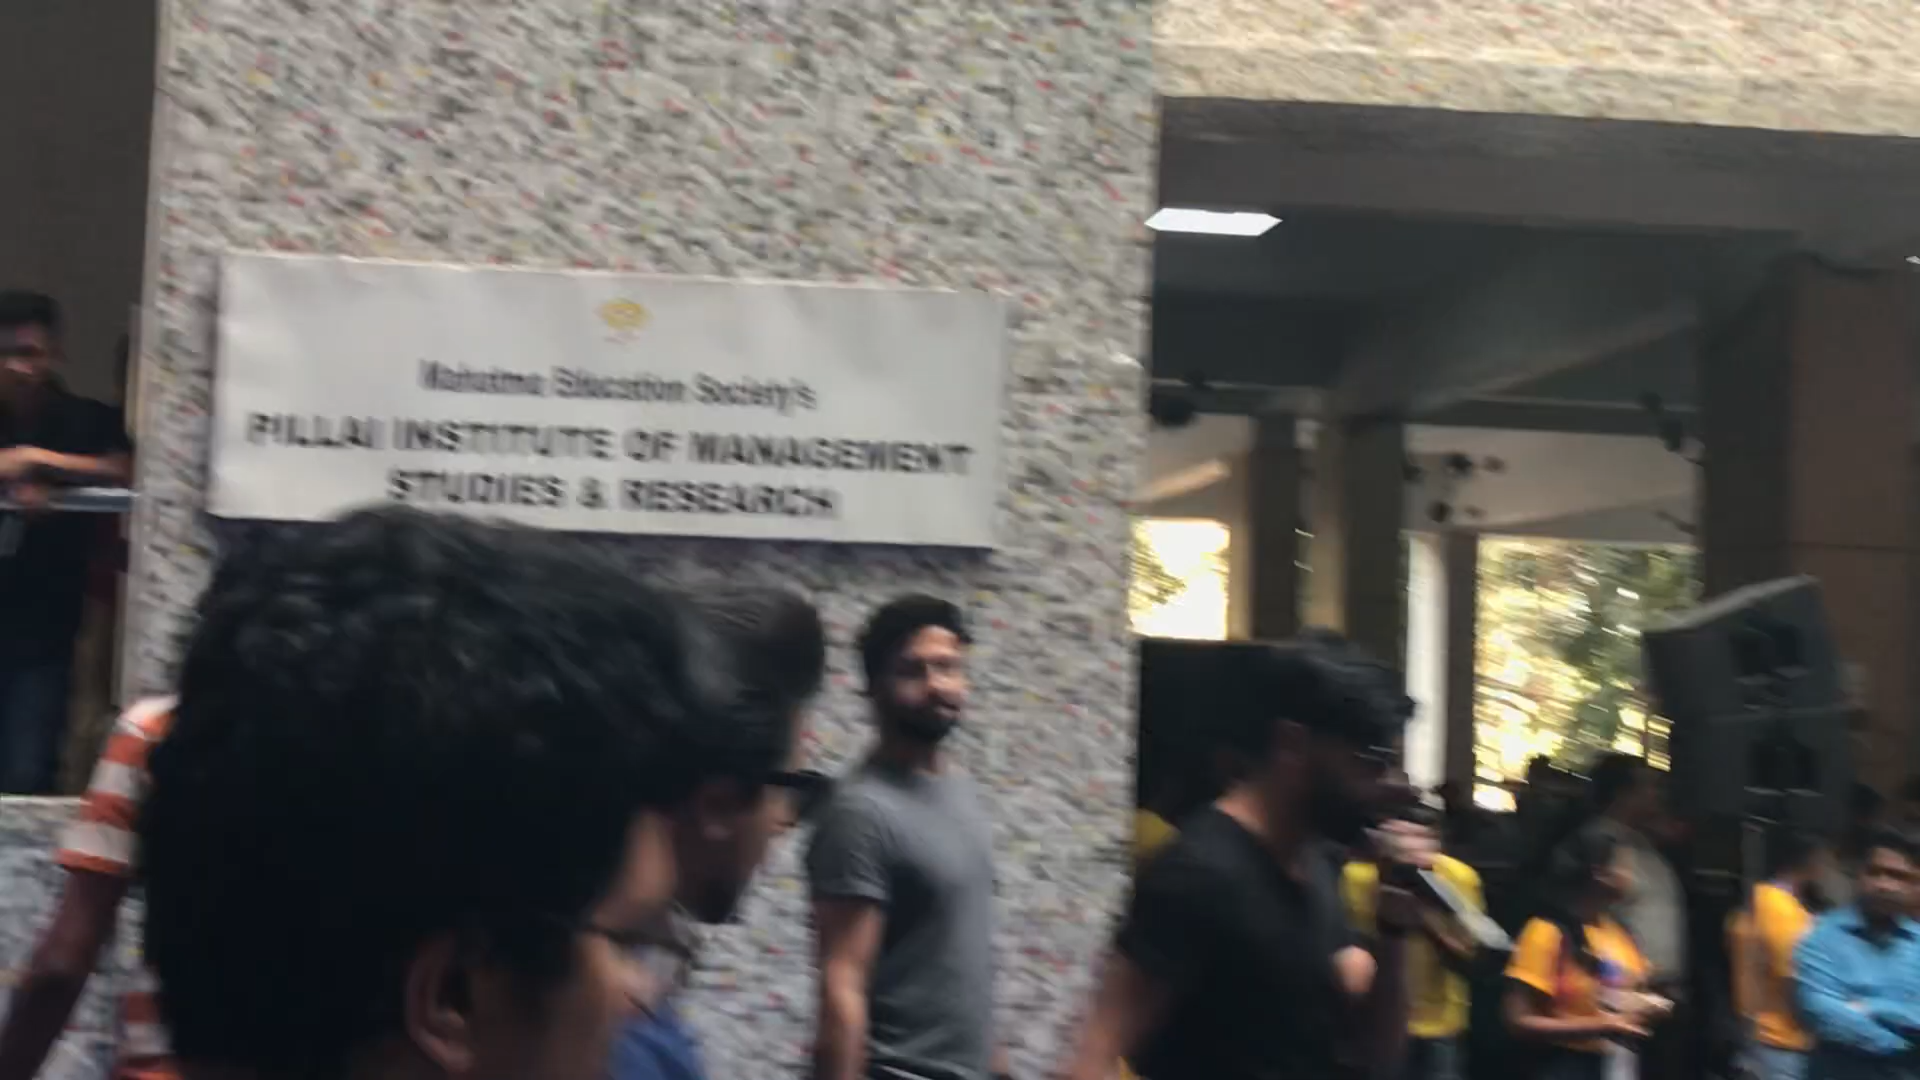 Mahatma Education Society's
PILLAI INSTITUTE OF MANAGEMENT
STUDIES & RESEARCH